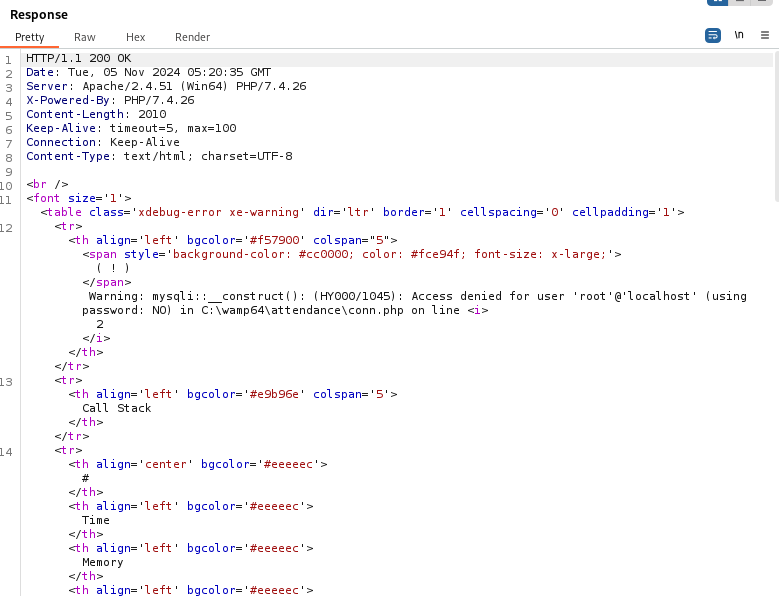 Response
Pretty Raw Hex Render \n
1 HTTP/1.1 200 OK
2 Date: Tue, 05 Nov 2024 05:20:35 GMT
3 Server: Apache/2.4.51 (Win64) PHP/7.4.26
4 X-Powered-By: PHP/7.4.26
5 Content-Length: 2010
6 Keep-Alive: timeout=5, max=100
7 Connection: Keep-Alive
8 Content-Type: text/html; charset=UTF-8
9
10 <br />
11 <font size='1'>
<table class='xdebug-error xe-warning' dir='ltr' border='1' cellspacing='0' cellpadding='1'>
12 <tr>
<th align='left' bgcolor='#f57900' colspan="5">
<span style='background-color: #cc0000; color: #fce94f; font-size: x-large;'>
( ! )
</span>
Warning: mysqli::__construct(): (HY000/1045): Access denied for user 'root'@'localhost' (using
password: NO) in C:\wamp64\attendance\conn.php on line <i>
2
</i>
</th>
</tr>
13 <tr>
<th align='left' bgcolor='#e9b96e' colspan='5'>
Call Stack
</th>
</tr>
14 <tr>
<th align='center' bgcolor='#eeeeec'>
#
</th>
<th align='left' bgcolor='#eeeeec'>
Time
</th>
<th align='left' bgcolor='#eeeeec'>
Memory
</th>
<th align='left' bgcolor='#eeeeec'>